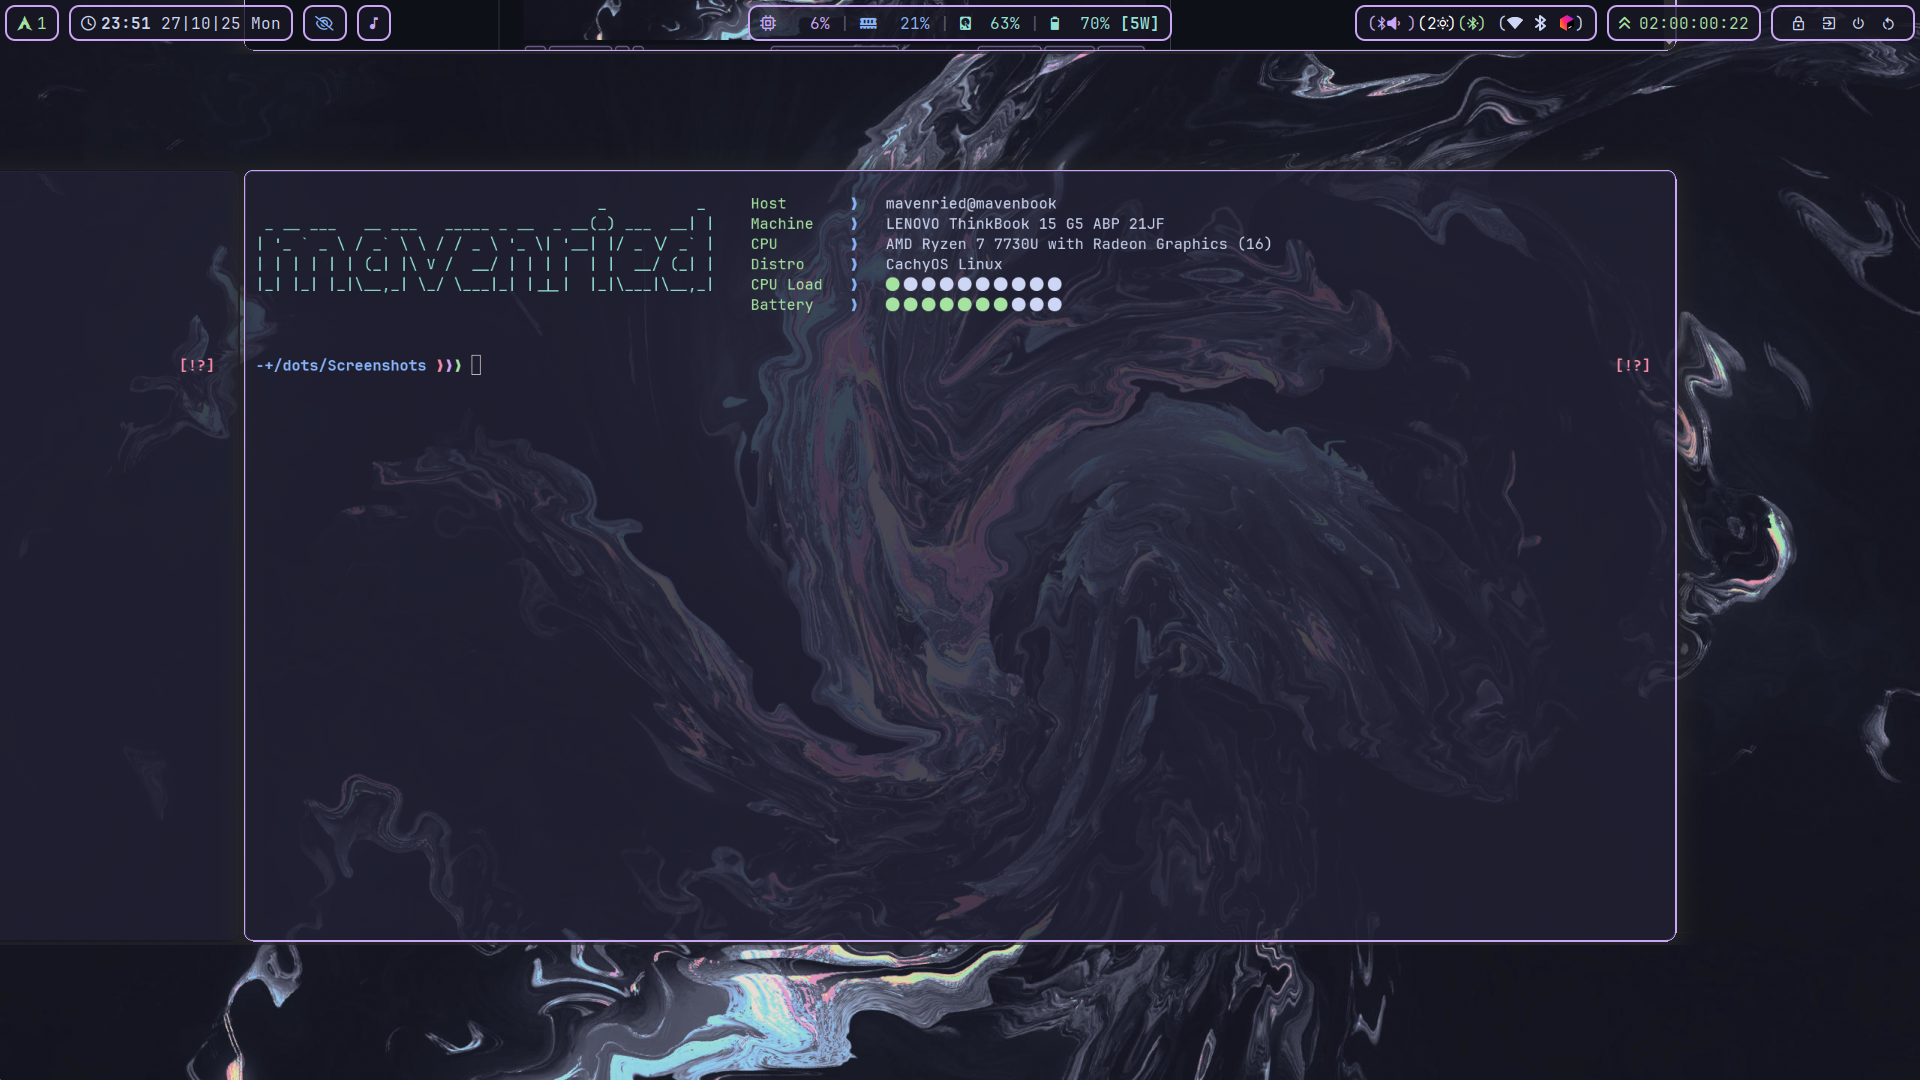 1 23:51 27|10|25 Mon 6% | 21% | 63% | 70% [5W] (2 02:00:00:22
mavenried
Host ❫ mavenried@mavenbook
Machine ❫ LENOVO ThinkBook 15 G5 ABP 21JF
CPU ❫ AMD Ryzen 7 7730U with Radeon Graphics (16)
Distro ❫ CachyOS Linux
CPU Load ❫
Battery ❫
[!?] -+/dots/Screenshots ❫❫❫ [!?]